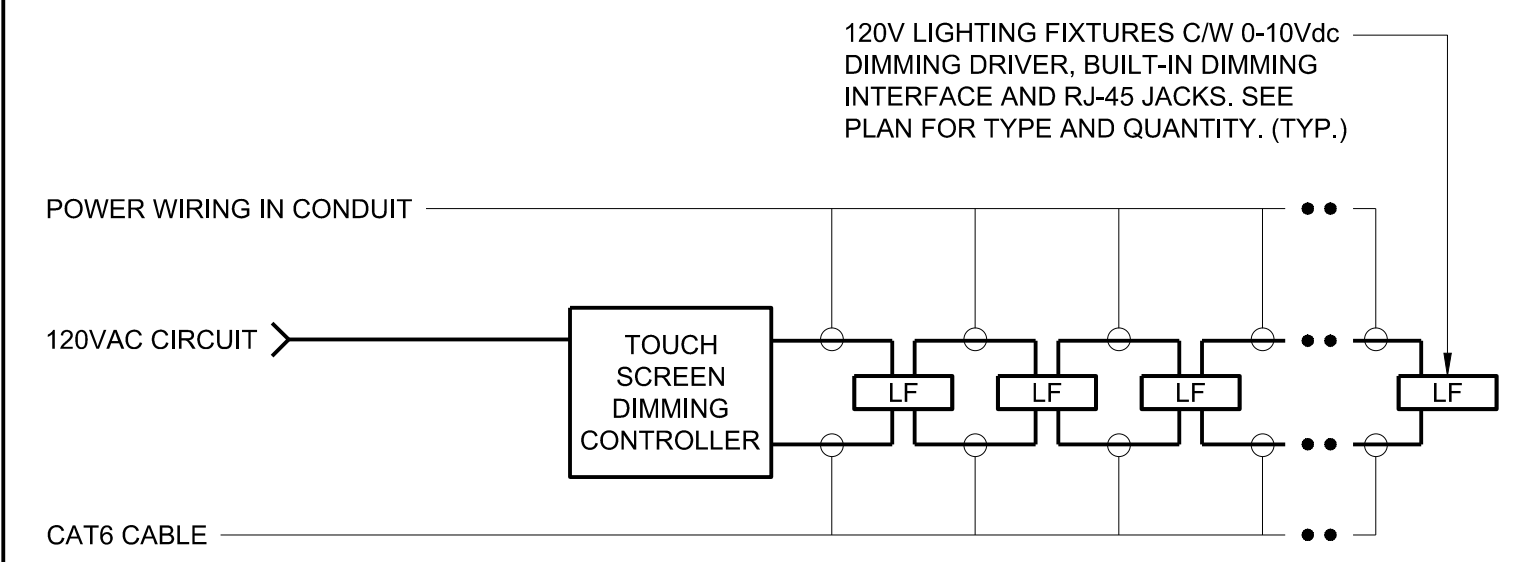 120V LIGHTING FIXTURES C/W 0-10Vdc
DIMMING DRIVER, BUILT-IN DIMMING
INTERFACE AND RJ-45 JACKS. SEE
PLAN FOR TYPE AND QUANTITY. (TYP.)
POWER WIRING IN CONDUIT
120VAC CIRCUIT
TOUCH
SCREEN
DIMMING
CONTROLLER
LF
LF
LF
LF
CAT6 CABLE